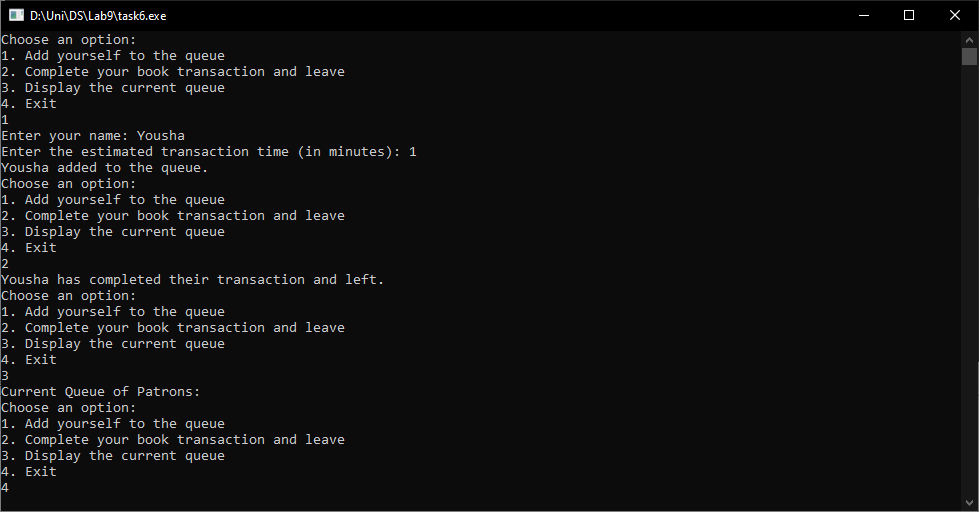 D:\Uni\DS\Lab9\task6.exe
Choose an option:
1. Add yourself to the queue
2. Complete your book transaction and leave
3. Display the current queue
4. Exit
1
Enter your name: Yousha
Enter the estimated transaction time (in minutes): 1
Yousha added to the queue.
Choose an option:
1. Add yourself to the queue
2. Complete your book transaction and leave
3. Display the current queue
4. Exit
2
Yousha has completed their transaction and left.
Choose an option:
1. Add yourself to the queue
2. Complete your book transaction and leave
3. Display the current queue
4. Exit
3
Current Queue of Patrons:
Choose an option:
1. Add yourself to the queue
2. Complete your book transaction and leave
3. Display the current queue
4. Exit
4